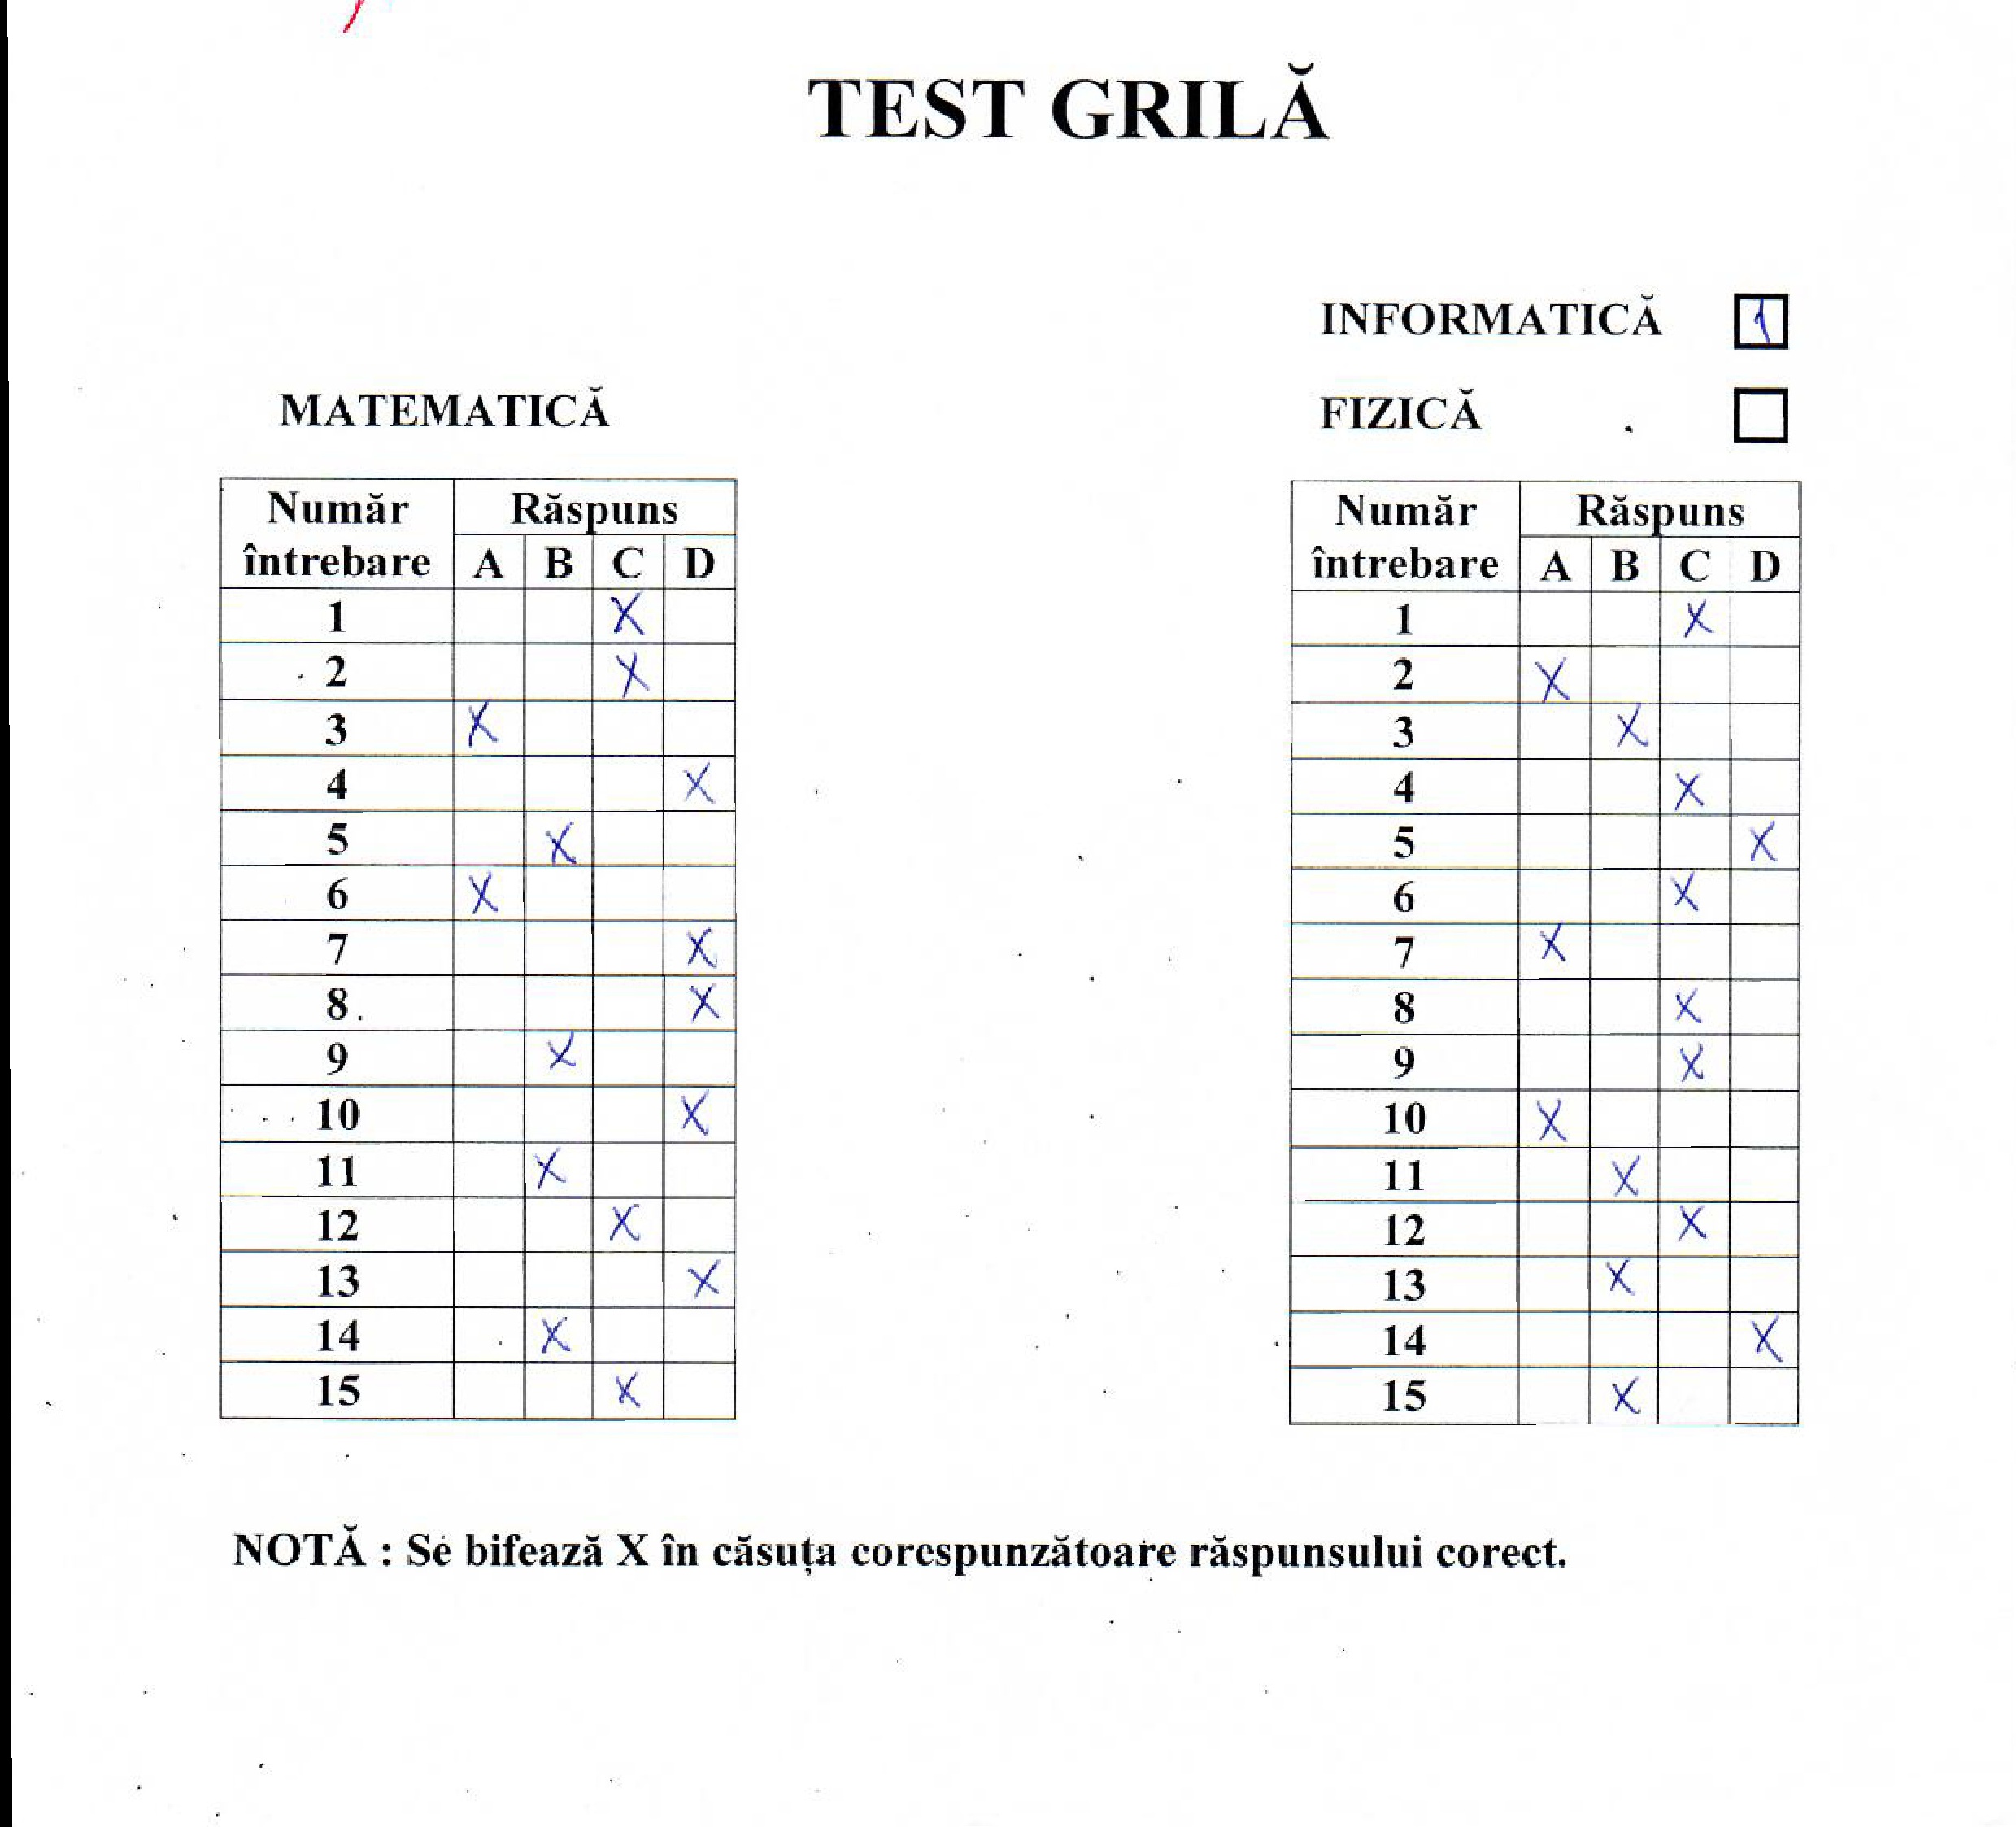 TEST GRILĂ
INFORMATICĂ 1
FIZICĂ
MATEMATICĂ
Număr întrebare Răspuns
A B C D
1 X
2 X
3 X
4 X
5 X
6 X
7 X
8 X
9 X
10 X
11 X
12 X
13 X
14 X
15 X
Număr întrebare Răspuns
A B C D
1 X
2 X
3 X
4 X
5 X
6 X
7 X
8 X
9 X
10 X
11 X
12 X
13 X
14 X
15 X
NOTĂ : Se bifează X în căsuța corespunzătoare răspunsului corect.